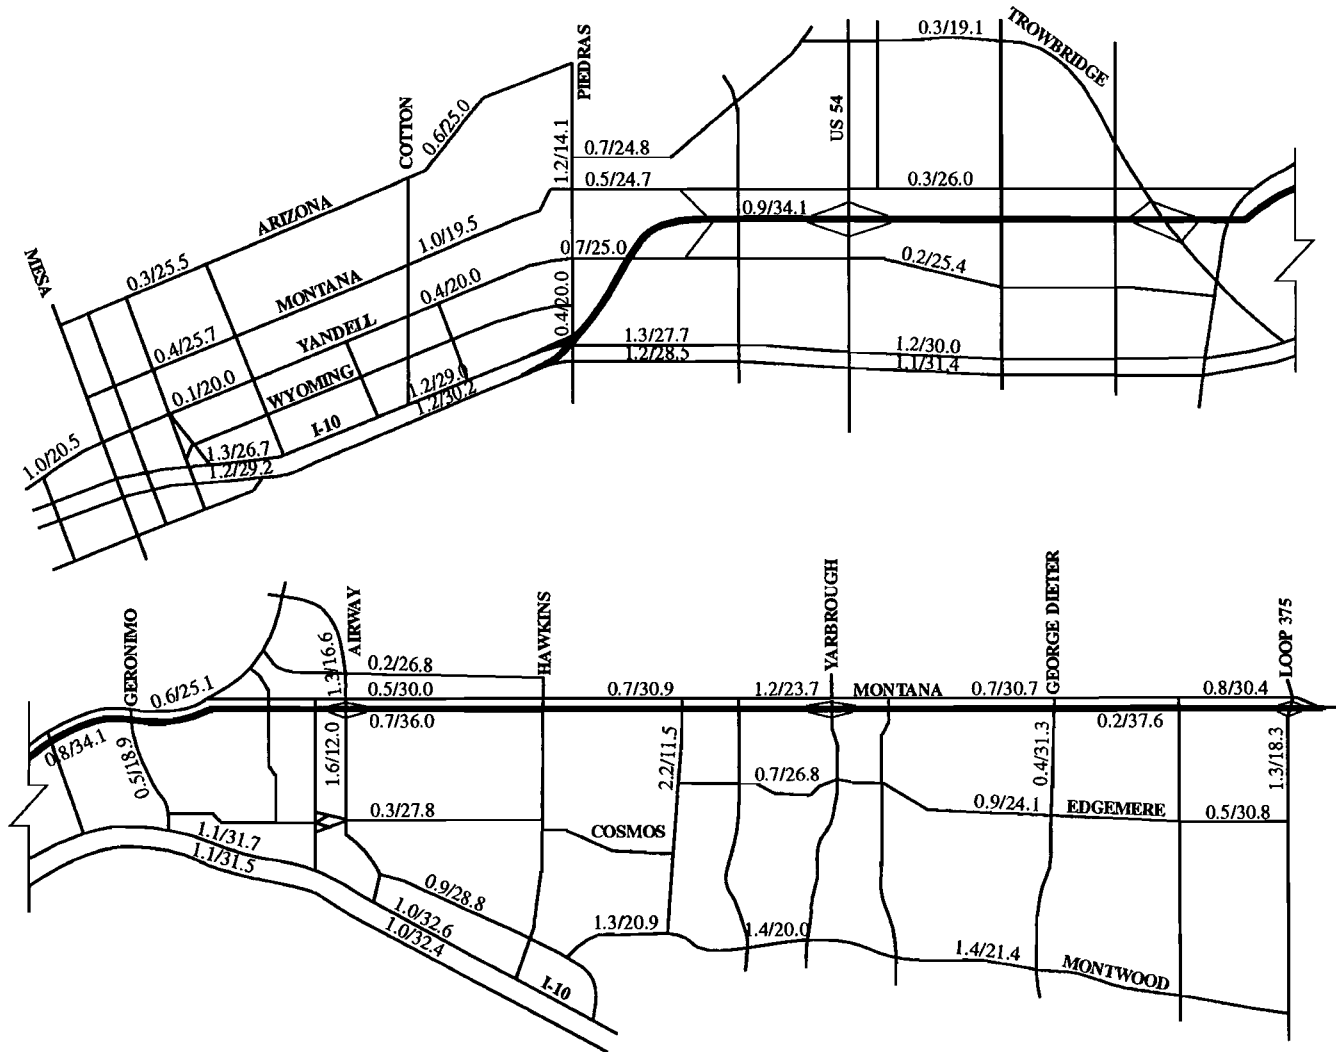 0.3/19.1
TROWBRIDGE
PIEDRAS
US 54
COTTON
0.6/25.0
1.2/14.1
0.7/24.8
0.5/24.7
0.3/26.0
ARIZONA
0.9/34.1
1.0/19.5
0.7/25.0
0.2/25.4
MESA
0.3/25.5
MONTANA
0.4/20.0
0.4/20.0
YANDELL
0.4/25.7
1.3/27.7
1.2/28.5
1.2/30.0
1.1/31.4
0.1/20.0
WYOMING
1.2/29.0
1.2/30.2
I-10
1.0/20.5
1.3/26.7
1.2/29.2
GERONIMO
AIRWAY
HAWKINS
YARBROUGH
GEORGE DIETER
LOOP 375
1.3/16.6
0.2/26.8
0.6/25.1
0.5/30.0
0.7/30.9
1.2/23.7
MONTANA
0.7/30.7
0.8/30.4
0.7/36.0
0.2/37.6
0.8/34.1
0.5/18.9
1.6/12.0
2.2/11.5
0.4/31.3
1.3/18.3
0.7/26.8
0.3/27.8
0.9/24.1
EDGEMERE
0.5/30.8
COSMOS
1.1/31.7
1.1/31.5
0.9/28.8
1.0/32.6
1.0/32.4
1.3/20.9
1.4/20.0
1.4/21.4
MONTWOOD
I-10